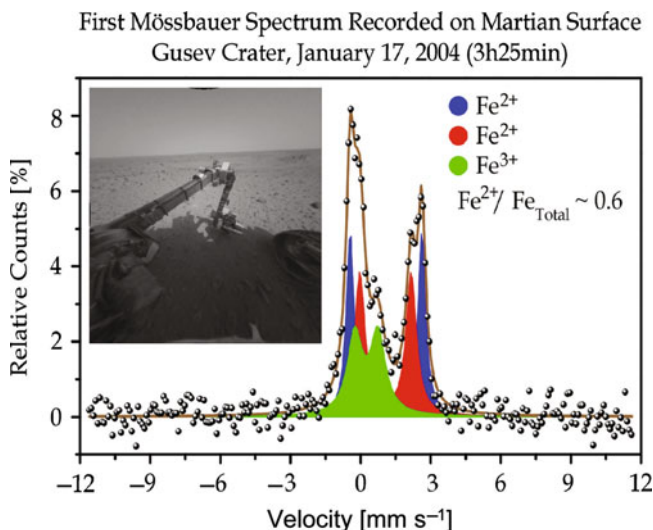 First Mössbauer Spectrum Recorded on Martian Surface
Gusev Crater, January 17, 2004 (3h25min)
Relative Counts [%]
8
6
4
2
0
Fe²⁺
Fe²⁺
Fe³⁺
Fe²⁺/ Fe_Total ~ 0.6
−12 −9 −6 −3 0 3 6 9 12
Velocity [mm s⁻¹]